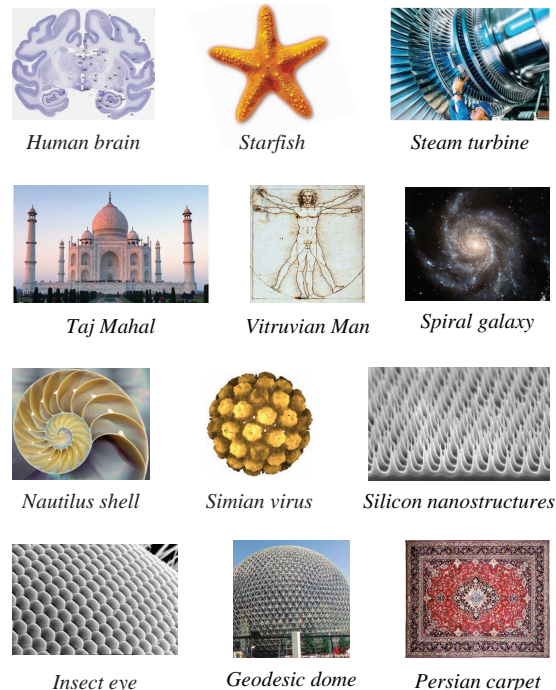 Human brain
Starfish
Steam turbine
Taj Mahal
Vitruvian Man
Spiral galaxy
Nautilus shell
Simian virus
Silicon nanostructures
Insect eye
Geodesic dome
Persian carpet